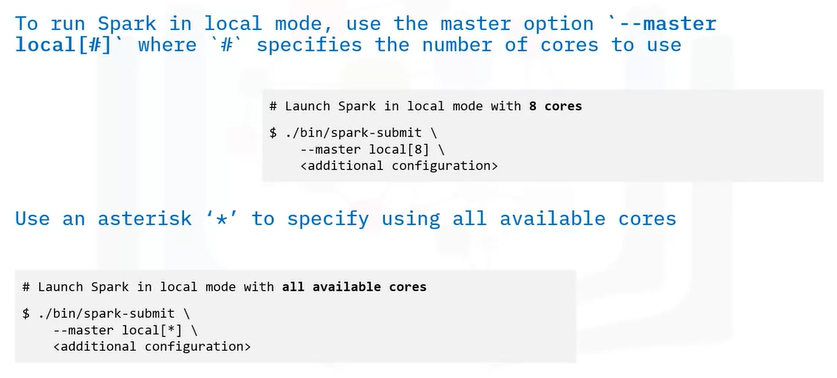 To run Spark in local mode, use the master option `--master
local[#]` where `#` specifies the number of cores to use
# Launch Spark in local mode with 8 cores
$ ./bin/spark-submit \
--master local[8] \
<additional configuration>
Use an asterisk ‘*’ to specify using all available cores
# Launch Spark in local mode with all available cores
$ ./bin/spark-submit \
--master local[*] \
<additional configuration>